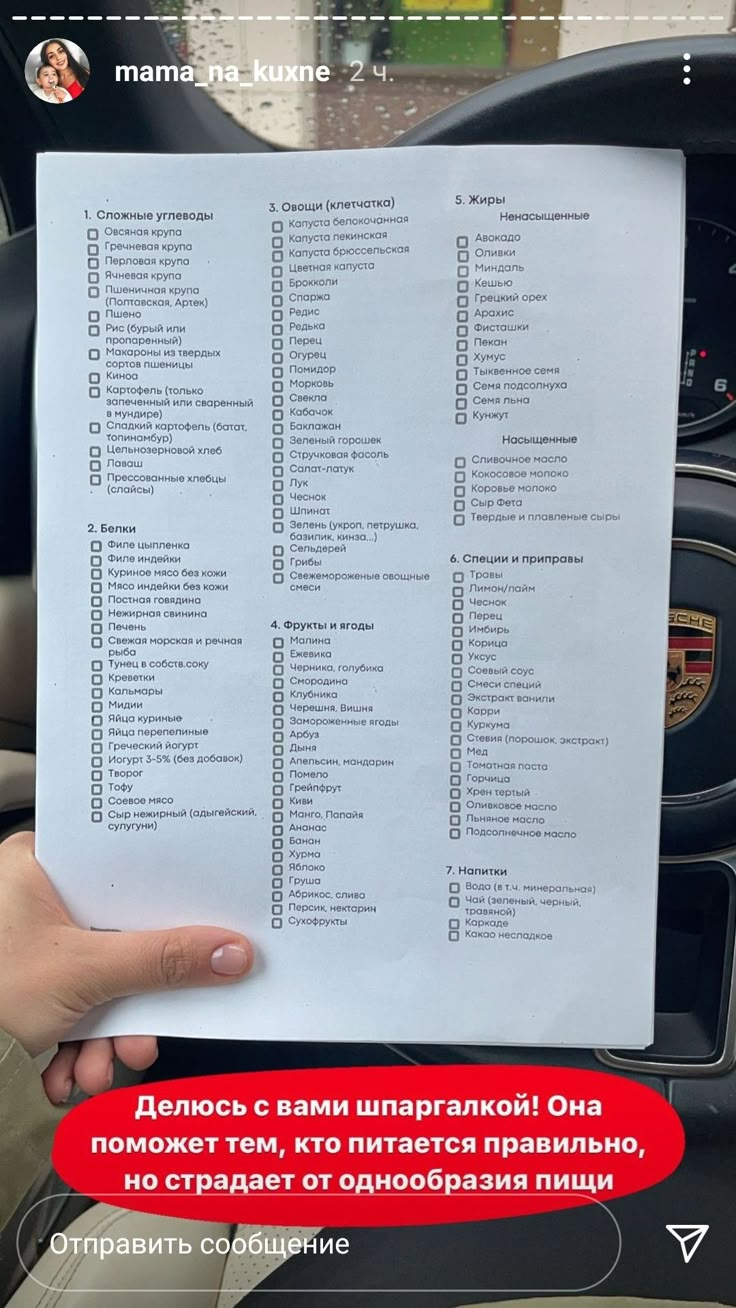 mama_na_kuxne 2 ч.
1. Сложные углеводы
Овсяная крупа
Гречневая крупа
Перловая крупа
Ячневая крупа
Пшеничная крупа
(Полтавская, Артек)
Пшено
Рис (бурый или
пропаренный)
Макароны из твердых
сортов пшеницы
Киноа
Картофель (только
запеченный или сваренный
в мундире)
Сладкий картофель (батат,
топинамбур)
Цельнозерновой хлеб
Лаваш
Прессованные хлебцы
(слайсы)
2. Белки
Филе цыпленка
Филе индейки
Куриное мясо без кожи
Мясо индейки без кожи
Постная говядина
Нежирная свинина
Печень
Свежая морская и речная
рыба
Тунец в собств.соку
Креветки
Кальмары
Мидии
Яйца куриные
Яйца перепелиные
Греческий йогурт
Йогурт 3-5% (без добавок)
Творог
Тофу
Соевое мясо
Сыр нежирный (адыгейский,
сулугуни)
3. Овощи (клетчатка)
Капуста белокочанная
Капуста пекинская
Капуста брюссельская
Цветная капуста
Брокколи
Спаржа
Редис
Редька
Перец
Огурец
Помидор
Морковь
Свекла
Кабачок
Баклажан
Зеленый горошек
Стручковая фасоль
Салат-латук
Лук
Чеснок
Шпинат
Зелень (укроп, петрушка,
базилик, кинза...)
Сельдерей
Грибы
Свежемороженые овощные
смеси
4. Фрукты и ягоды
Малина
Ежевика
Черника, голубика
Смородина
Клубника
Черешня, Вишня
Замороженные ягоды
Арбуз
Дыня
Апельсин, мандарин
Помело
Грейпфрут
Киви
Манго, Папайя
Ананас
Банан
Хурма
Яблоко
Груша
Абрикос, слива
Персик, нектарин
Сухофрукты
5. Жиры
Ненасыщенные
Авокадо
Оливки
Миндаль
Кешью
Грецкий орех
Арахис
Фисташки
Пекан
Хумус
Тыквенное семя
Семя подсолнуха
Семя льна
Кунжут
Насыщенные
Сливочное масло
Кокосовое молоко
Коровье молоко
Сыр Фета
Твердые и плавленые сыры
6. Специи и приправы
Травы
Лимон/лайм
Чеснок
Перец
Имбирь
Корица
Уксус
Соевый соус
Смеси специй
Экстракт ванили
Карри
Куркума
Стевия (порошок, экстракт)
Мед
Томатная паста
Горчица
Хрен тертый
Оливковое масло
Льняное масло
Подсолнечное масло
7. Напитки
Вода (в т.ч. минеральная)
Чай (зеленый, черный,
травяной)
Каркаде
Какао несладкое
6
SCHE
Делюсь с вами шпаргалкой! Она
поможет тем, кто питается правильно,
но страдает от однообразия пищи
Отправить сообщение